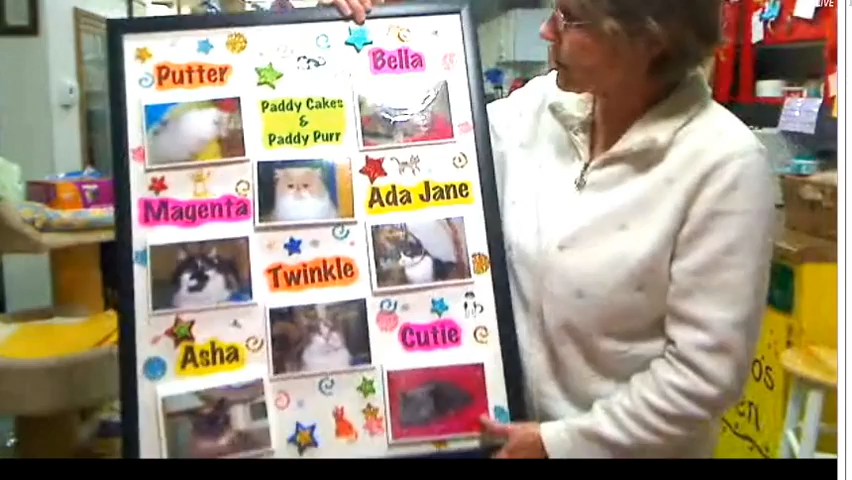 LIVE
Putter
Bella
Paddy Cakes
&
Paddy Purr
Magenta
Ada Jane
Twinkle
Asha
Cutie